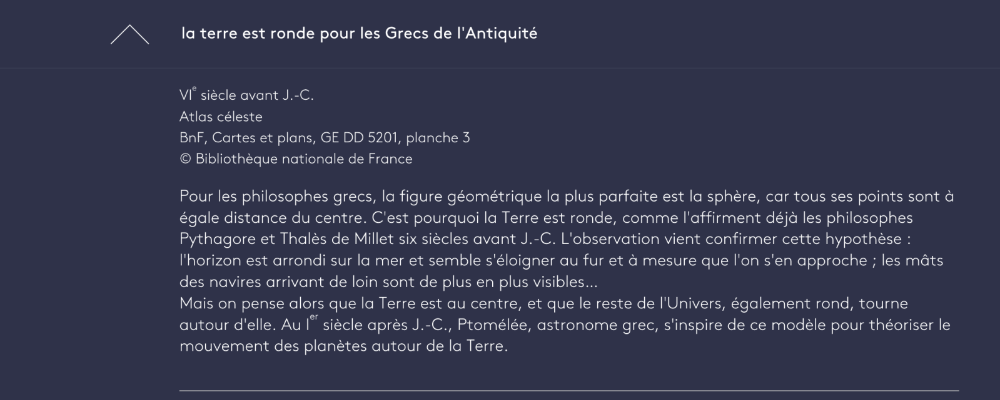 la terre est ronde pour les Grecs de l'Antiquité
VIe siècle avant J.-C.
Atlas céleste
BnF, Cartes et plans, GE DD 5201, planche 3
© Bibliothèque nationale de France
Pour les philosophes grecs, la figure géométrique la plus parfaite est la sphère, car tous ses points sont à
égale distance du centre. C'est pourquoi la Terre est ronde, comme l'affirment déjà les philosophes
Pythagore et Thalès de Millet six siècles avant J.-C. L'observation vient confirmer cette hypothèse :
l'horizon est arrondi sur la mer et semble s'éloigner au fur et à mesure que l'on s'en approche ; les mâts
des navires arrivant de loin sont de plus en plus visibles...
Mais on pense alors que la Terre est au centre, et que le reste de l'Univers, également rond, tourne
autour d'elle. Au Ier siècle après J.-C., Ptomélée, astronome grec, s'inspire de ce modèle pour théoriser le
mouvement des planètes autour de la Terre.